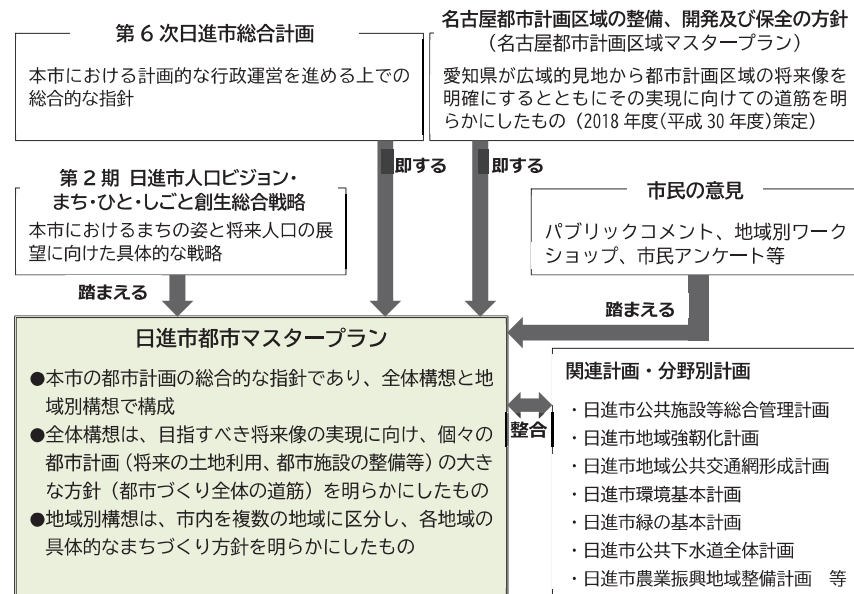 第6次日進市総合計画
本市における計画的な行政運営を進める上での
総合的な指針
名古屋都市計画区域の整備、開発及び保全の方針
（名古屋都市計画区域マスタープラン）
愛知県が広域的見地から都市計画区域の将来像を
明確にするとともにその実現に向けての道筋を明
らかにしたもの（2018年度(平成30年度)策定）
即する
即する
第2期 日進市人口ビジョン・
まち・ひと・しごと創生総合戦略
本市におけるまちの姿と将来人口の展
望に向けた具体的な戦略
市民の意見
パブリックコメント、地域別ワーク
ショップ、市民アンケート等
踏まえる
踏まえる
日進市都市マスタープラン
●本市の都市計画の総合的な指針であり、全体構想と地
域別構想で構成
●全体構想は、目指すべき将来像の実現に向け、個々の
都市計画（将来の土地利用、都市施設の整備等）の大き
な方針（都市づくり全体の道筋）を明らかにしたもの
●地域別構想は、市内を複数の地域に区分し、各地域の
具体的なまちづくり方針を明らかにしたもの
整合
関連計画・分野別計画
・日進市公共施設等総合管理計画
・日進市地域強靭化計画
・日進市地域公共交通網形成計画
・日進市環境基本計画
・日進市緑の基本計画
・日進市公共下水道全体計画
・日進市農業振興地域整備計画　等